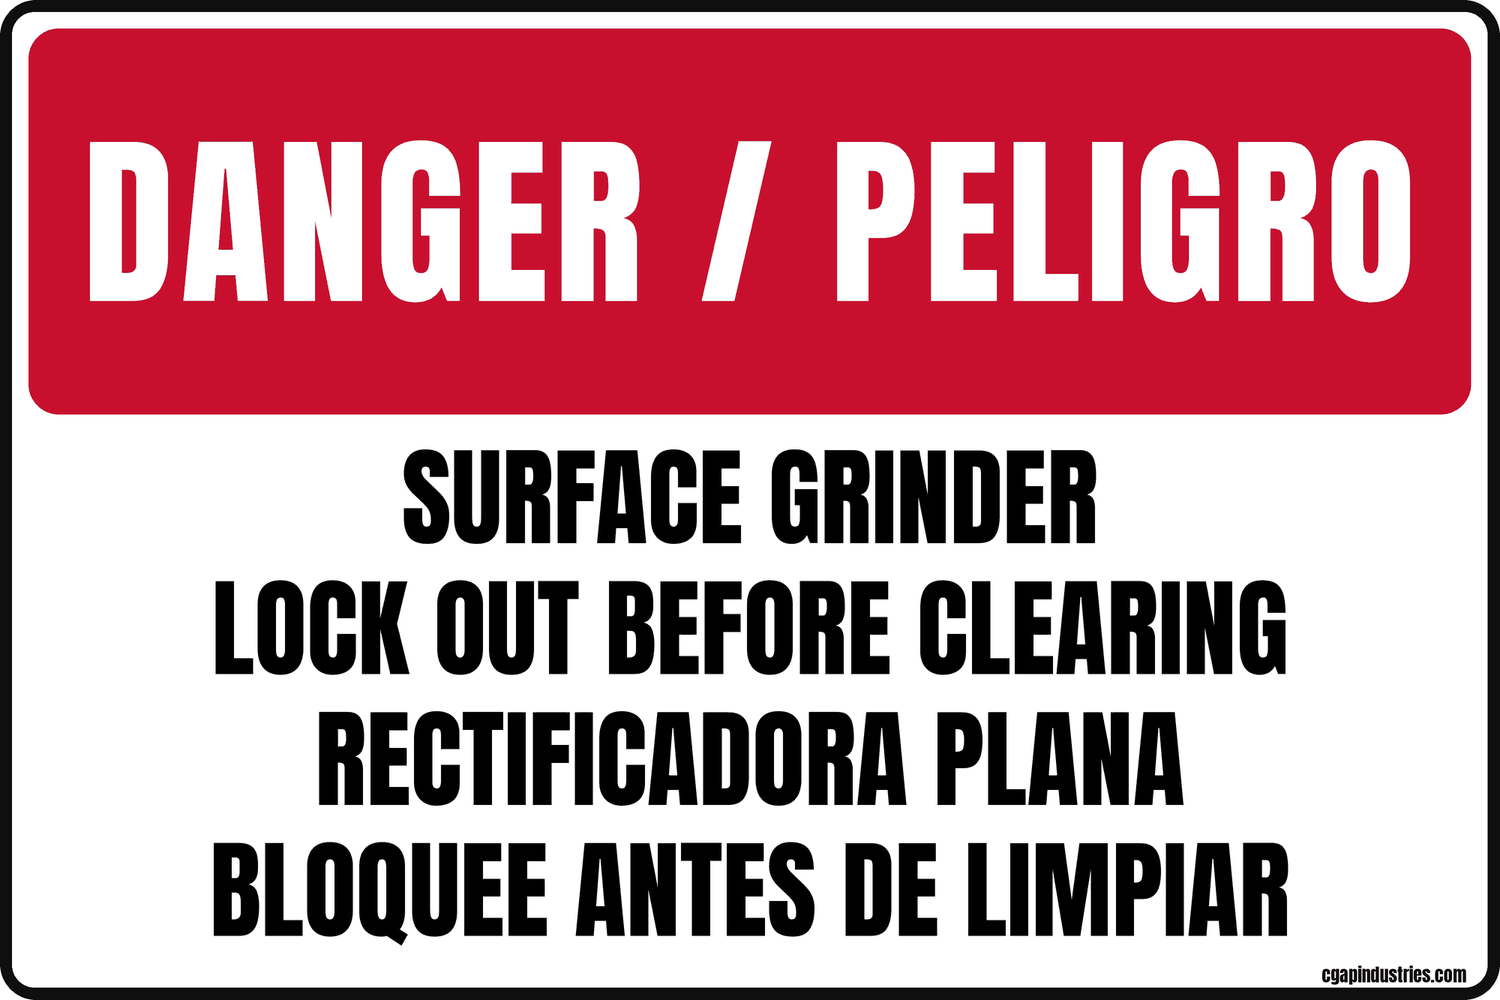 DANGER / PELIGRO
SURFACE GRINDER
LOCK OUT BEFORE CLEARING
RECTIFICADORA PLANA
BLOQUEE ANTES DE LIMPIAR
cgapindustries.com